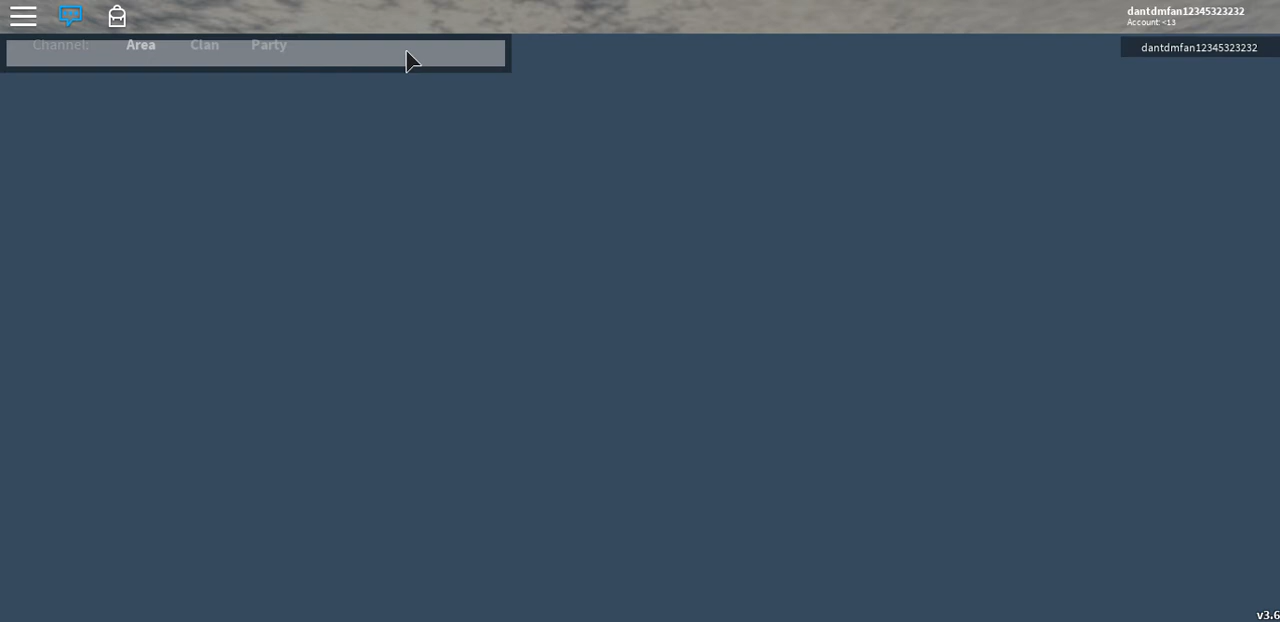 dantdmfan12345323232
Account: <13
Channel: Area Clan Party
dantdmfan12345323232
v3.6